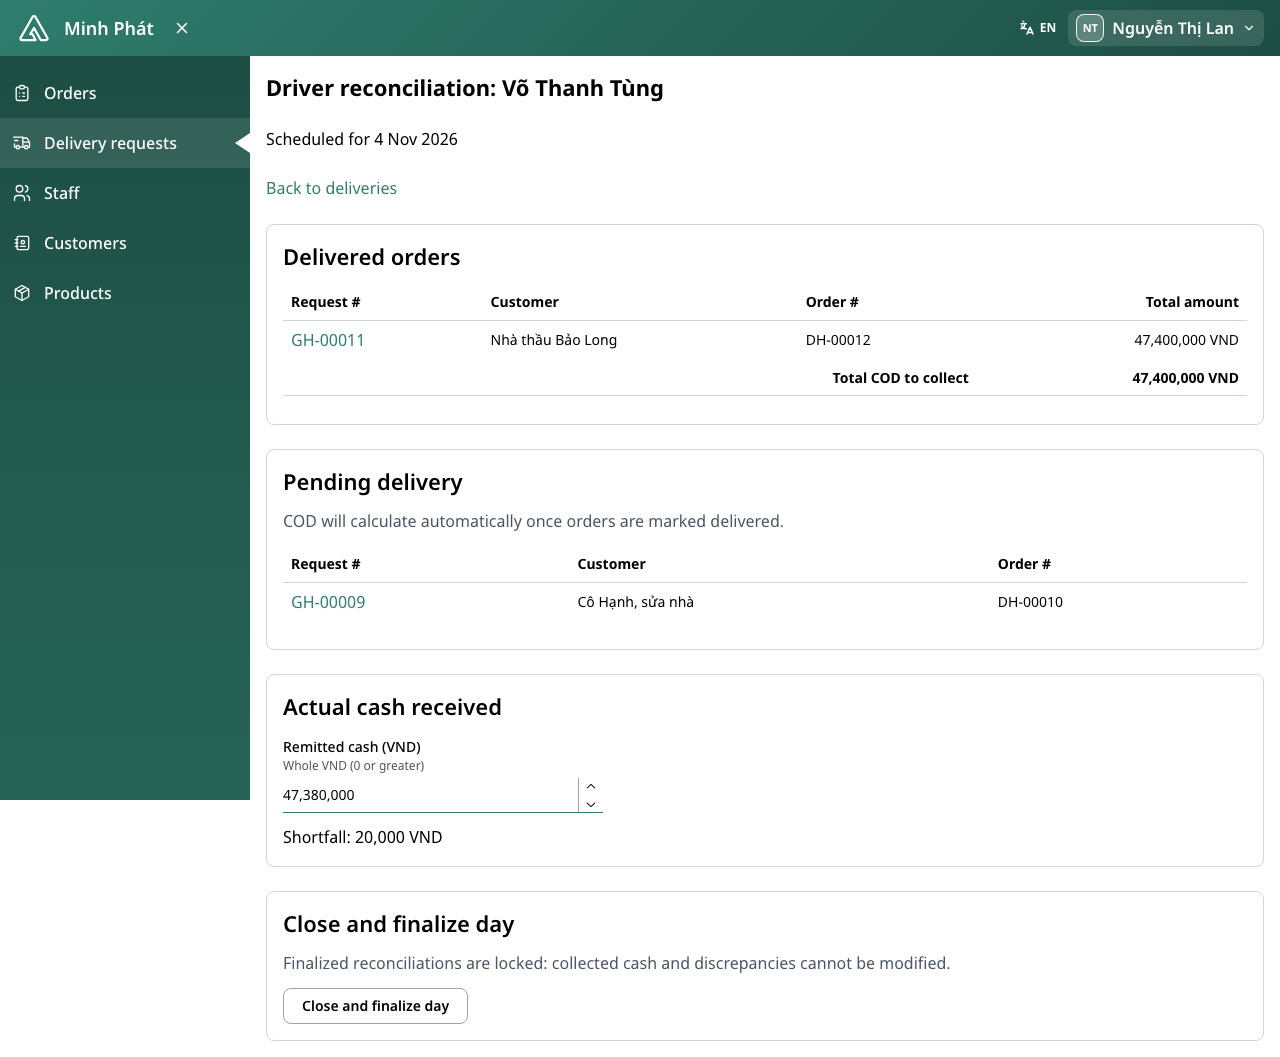 Minh Phát
EN
NT
Nguyễn Thị Lan
Orders
Delivery requests
Staff
Customers
Products
Driver reconciliation: Võ Thanh Tùng
Scheduled for 4 Nov 2026
Back to deliveries
Delivered orders
Request # Customer Order # Total amount
GH-00011 Nhà thầu Bảo Long DH-00012 47,400,000 VND
Total COD to collect 47,400,000 VND
Pending delivery
COD will calculate automatically once orders are marked delivered.
Request # Customer Order #
GH-00009 Cô Hạnh, sửa nhà DH-00010
Actual cash received
Remitted cash (VND)
Whole VND (0 or greater)
47,380,000
Shortfall: 20,000 VND
Close and finalize day
Finalized reconciliations are locked: collected cash and discrepancies cannot be modified.
Close and finalize day